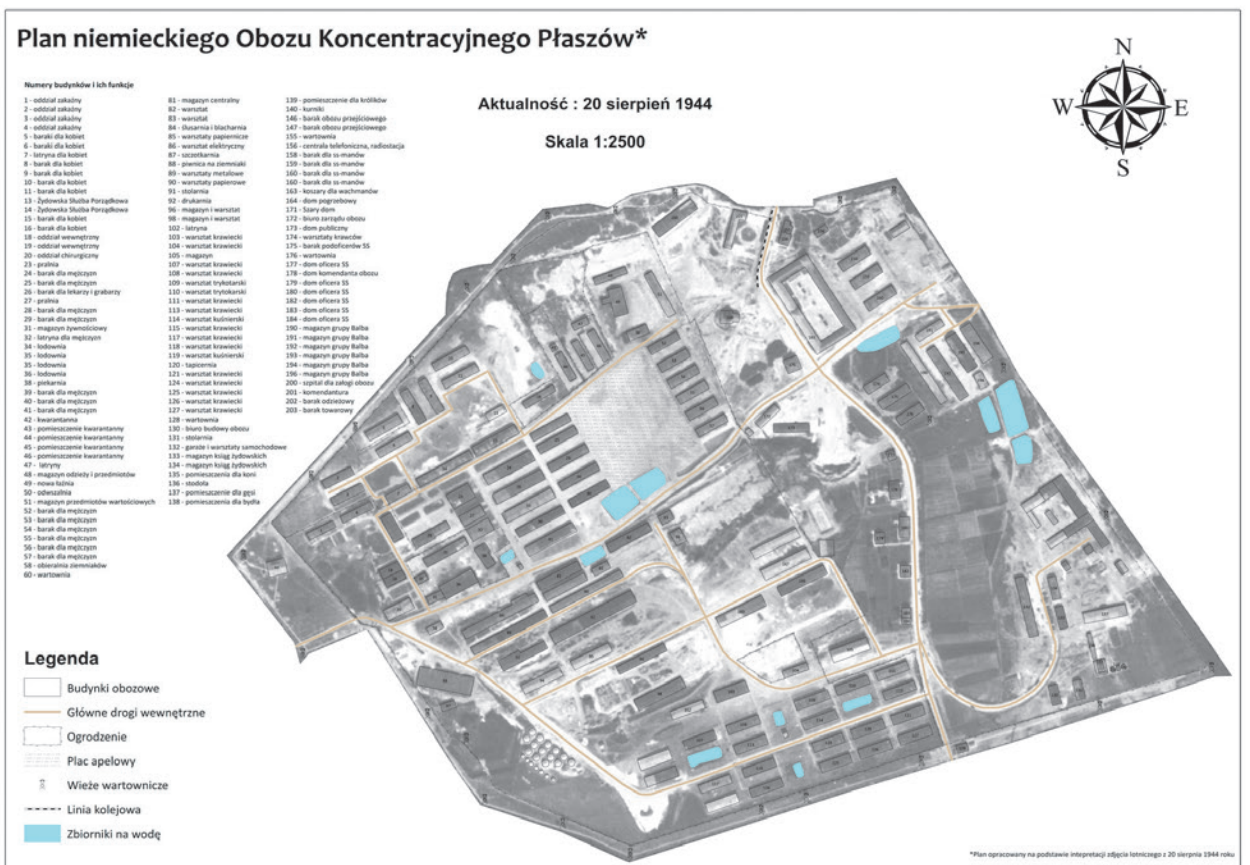 Plan niemieckiego Obozu Koncentracyjnego Płaszów*
Numery budynków i ich funkcje
1 - oddział zakaźny
2 - oddział zakaźny
3 - oddział zakaźny
4 - oddział zakaźny
5 - baraki dla kobiet
6 - baraki dla kobiet
7 - latryna dla kobiet
8 - barak dla kobiet
9 - barak dla kobiet
10 - barak dla kobiet
11 - barak dla kobiet
13 - Żydowska Służba Porządkowa
14 - Żydowska Służba Porządkowa
15 - barak dla kobiet
16 - barak dla kobiet
18 - oddział wewnętrzny
19 - oddział wewnętrzny
20 - oddział chirurgiczny
23 - pralnia
24 - barak dla mężczyzn
25 - barak dla mężczyzn
26 - barak dla lekarzy i grabarzy
27 - pralnia
28 - barak dla mężczyzn
29 - barak dla mężczyzn
31 - magazyn żywnościowy
32 - latryna dla mężczyzn
34 - lodownia
35 - lodownia
35 - lodownia
36 - lodownia
38 - piekarnia
39 - barak dla mężczyzn
40 - barak dla mężczyzn
41 - barak dla mężczyzn
42 - kwarantanna
43 - pomieszczenie kwarantanny
44 - pomieszczenie kwarantanny
45 - pomieszczenie kwarantanny
46 - pomieszczenie kwarantanny
47 - latryny
48 - magazyn odzieży i przedmiotów
49 - nowa łaźnia
50 - odwszalnia
51 - magazyn przedmiotów wartościowych
52 - barak dla mężczyzn
53 - barak dla mężczyzn
54 - barak dla mężczyzn
55 - barak dla mężczyzn
56 - barak dla mężczyzn
57 - barak dla mężczyzn
58 - obieralnia ziemniaków
60 - wartownia
81 - magazyn centralny
82 - warsztat
83 - warsztat
84 - ślusarnia i blacharnia
85 - warsztaty papiernicze
86 - warsztat elektryczny
87 - szczotkarnia
88 - piwnica na ziemniaki
89 - warsztaty metalowe
90 - warsztaty papierowe
91 - stolarnia
92 - drukarnia
96 - magazyn i warsztat
98 - magazyn i warsztat
102 - latryna
103 - warsztat krawiecki
104 - warsztat krawiecki
105 - magazyn
107 - warsztat krawiecki
108 - warsztat krawiecki
109 - warsztat trykotarski
110 - warsztat trytokarski
111 - warsztat krawiecki
113 - warsztat krawiecki
114 - warsztat kuśnierski
115 - warsztat krawiecki
117 - warsztat krawiecki
118 - warsztat krawiecki
119 - warsztat kuśnierski
120 - tapicernia
121 - warsztat krawiecki
124 - warsztat krawiecki
125 - warsztat krawiecki
126 - warsztat krawiecki
127 - warsztat krawiecki
128 - wartownia
130 - biuro budowy obozu
131 - stolarnia
132 - garaże i warsztaty samochodowe
133 - magazyn ksiąg żydowskich
134 - magazyn ksiąg żydowskich
135 - pomieszczenia dla koni
136 - stodoła
137 - pomieszczenie dla gęsi
138 - pomieszczenia dla bydła
139 - pomieszczenie dla królików
140 - kurniki
146 - barak obozu przejściowego
147 - barak obozu przejściowego
155 - wartownia
156 - centrala telefoniczna, radiostacja
158 - barak dla ss-manów
159 - barak dla ss-manów
160 - barak dla ss-manów
160 - barak dla ss-manów
163 - koszary dla wachmanów
164 - dom pogrzebowy
171 - Szary dom
172 - biuro zarządu obozu
173 - dom publiczny
174 - warsztaty krawców
175 - barak podoficerów SS
176 - wartownia
177 - dom oficera SS
178 - dom komendanta obozu
179 - dom oficera SS
180 - dom oficera SS
182 - dom oficera SS
183 - dom oficera SS
184 - dom oficera SS
190 - magazyn grupy Balba
191 - magazyn grupy Balba
192 - magazyn grupy Balba
193 - magazyn grupy Balba
194 - magazyn grupy Balba
196 - magazyn grupy Balba
200 - szpital dla załogi obozu
201 - komendantura
202 - barak odzieżowy
203 - barak towarowy
Aktualność : 20 sierpień 1944
Skala 1:2500
N
W E
S
Legenda
Budynki obozowe
Główne drogi wewnętrzne
Ogrodzenie
Plac apelowy
Wieże wartownicze
Linia kolejowa
Zbiorniki na wodę
*Plan opracowany na podstawie intepretacji zdjęcia lotniczego z 20 sierpnia 1944 roku